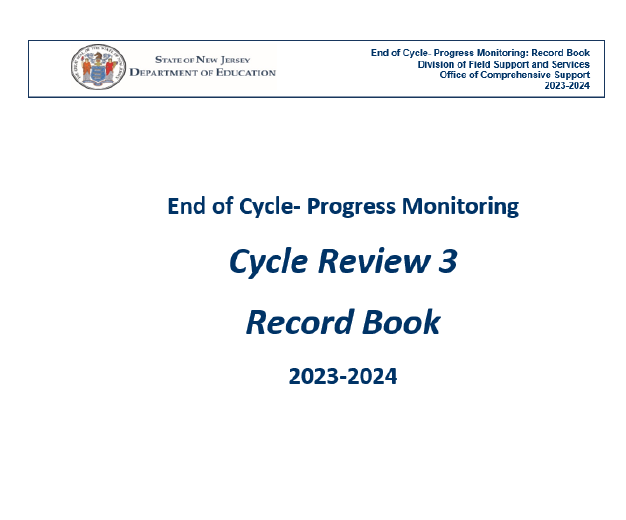 STATE OF NEW JERSEY
DEPARTMENT OF EDUCATION
End of Cycle- Progress Monitoring: Record Book
Division of Field Support and Services
Office of Comprehensive Support
2023-2024
End of Cycle- Progress Monitoring
Cycle Review 3
Record Book
2023-2024